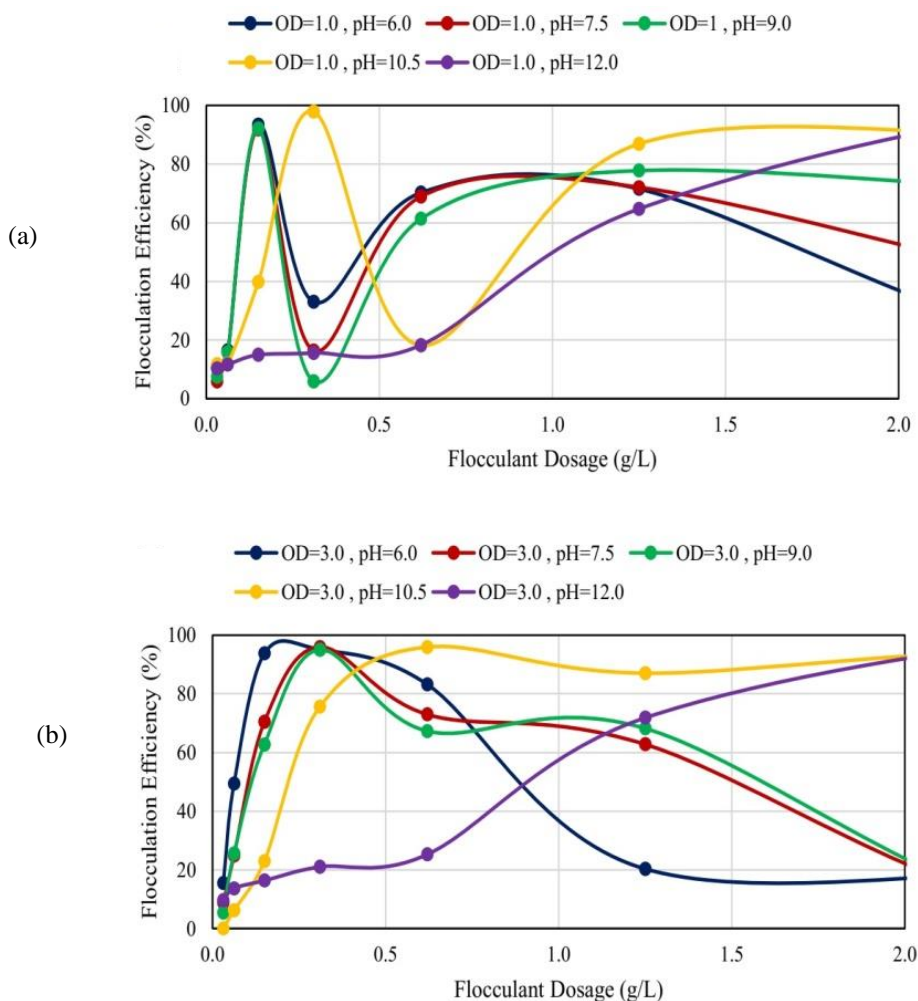 OD=1.0 , pH=6.0 OD=1.0 , pH=7.5 OD=1 , pH=9.0
OD=1.0 , pH=10.5 OD=1.0 , pH=12.0
(a)
Flocculation Efficiency (%)
100
80
60
40
20
0
0.0 0.5 1.0 1.5 2.0
Flocculant Dosage (g/L)
OD=3.0 , pH=6.0 OD=3.0 , pH=7.5 OD=3.0 , pH=9.0
OD=3.0 , pH=10.5 OD=3.0 , pH=12.0
(b)
Flocculation Efficiency (%)
100
80
60
40
20
0
0.0 0.5 1.0 1.5 2.0
Flocculant Dosage (g/L)